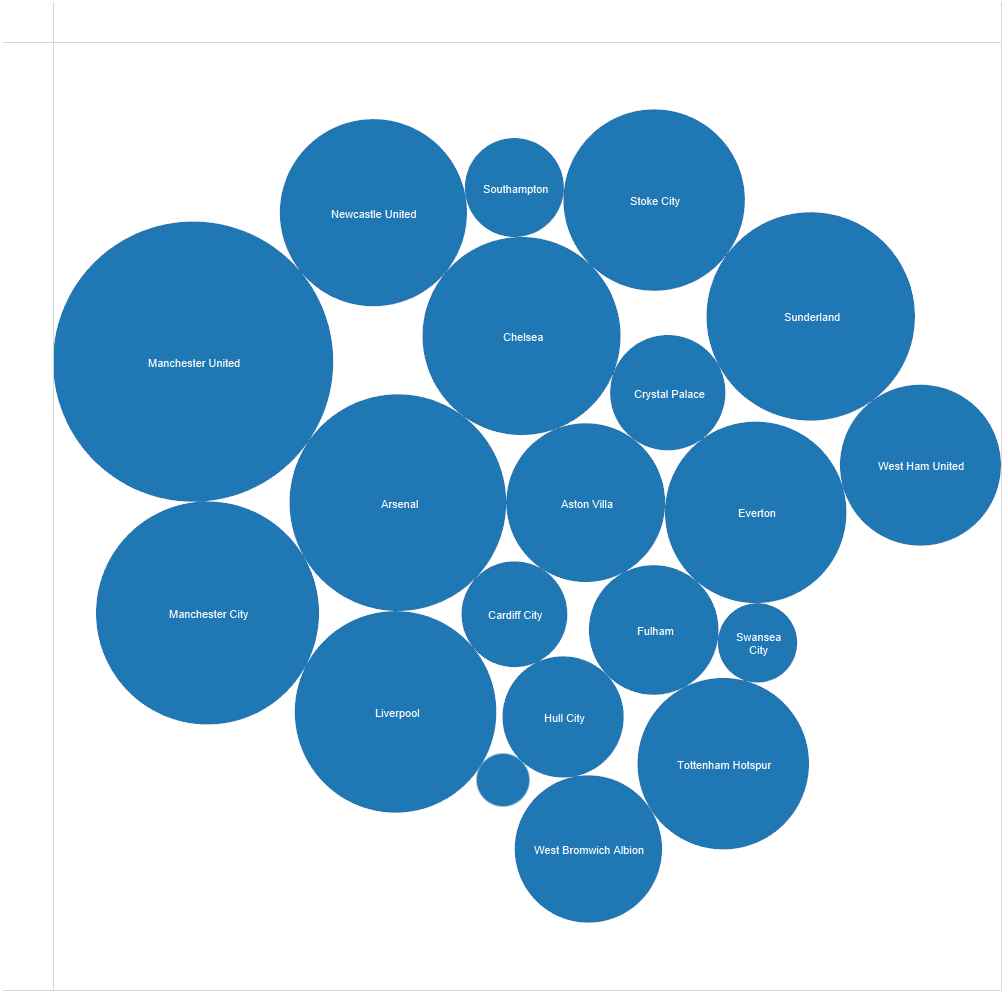 Southampton
Stoke City
Newcastle United
Sunderland
Chelsea
Manchester United
Crystal Palace
West Ham United
Arsenal
Aston Villa
Everton
Manchester City
Cardiff City
Fulham
Swansea
City
Liverpool
Hull City
Tottenham Hotspur
West Bromwich Albion